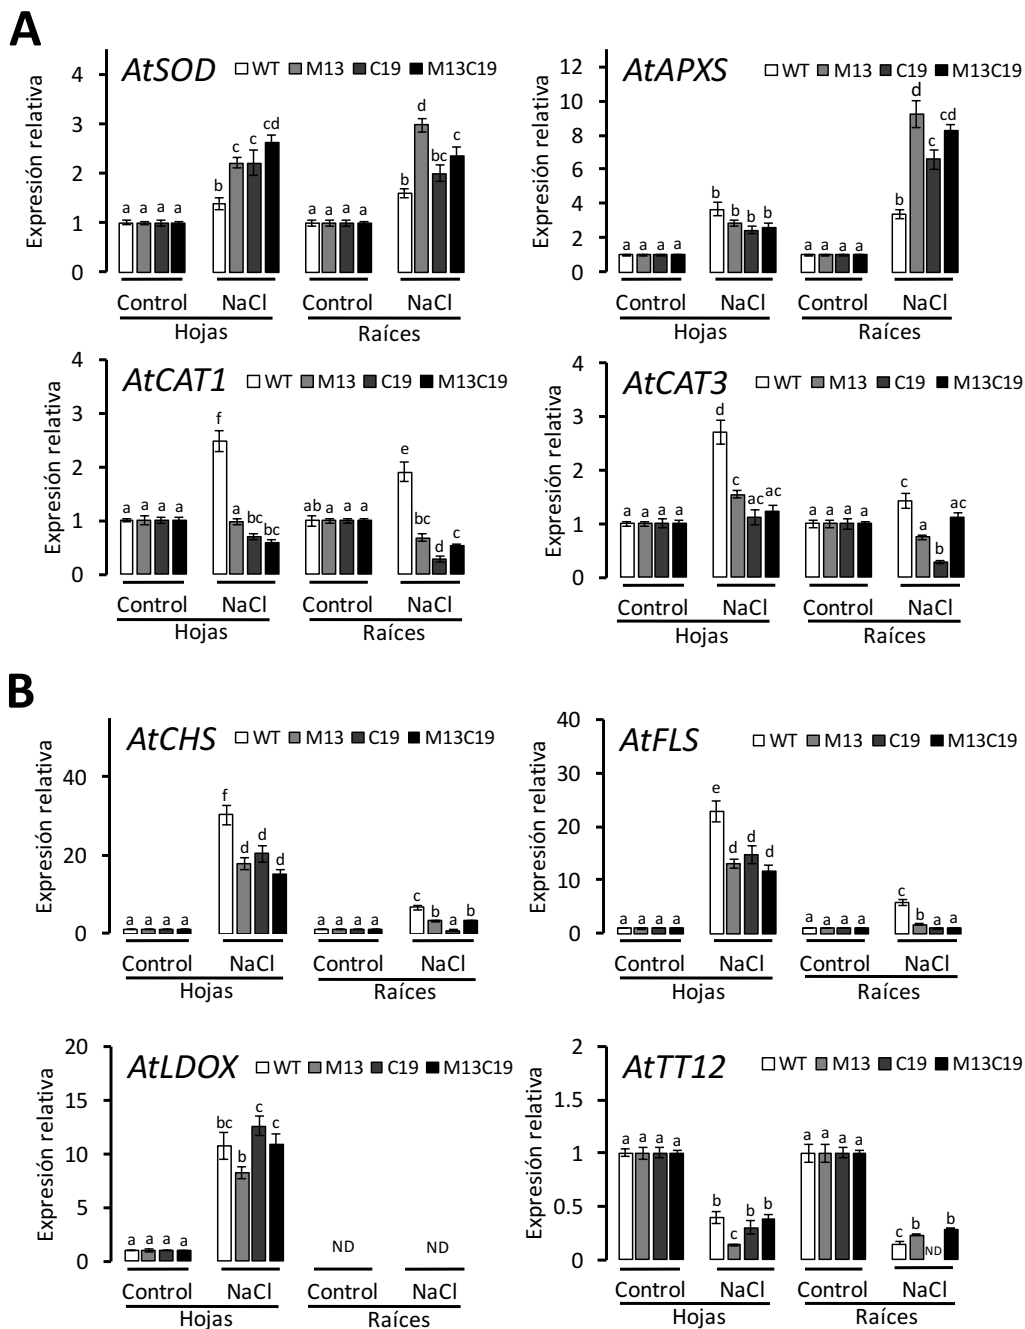 A
AtSOD
WT M13 C19 M13C19
Expresión relativa
4
3
2
1
0
a a a a
b c c cd
a a a a
b d bc c
Control NaCl Control NaCl
Hojas Raíces
AtAPXS
WT M13 C19 M13C19
Expresión relativa
12
10
8
6
4
2
0
a a a a
b b b b
a a a a
b d c cd
Control NaCl Control NaCl
Hojas Raíces
AtCAT1
WT M13 C19 M13C19
Expresión relativa
4
3
2
1
0
a a a a
f a bc bc
ab a a a
e bc d c
Control NaCl Control NaCl
Hojas Raíces
AtCAT3
WT M13 C19 M13C19
Expresión relativa
4
3
2
1
0
a a a a
d c ac ac
a a a a
c a b ac
Control NaCl Control NaCl
Hojas Raíces
B
AtCHS
WT M13 C19 M13C19
Expresión relativa
40
20
0
a a a a
f d d d
a a a a
c b a b
Control NaCl Control NaCl
Hojas Raíces
AtFLS
WT M13 C19 M13C19
Expresión relativa
40
30
20
10
0
a a a a
e d d d
a a a a
c b a a
Control NaCl Control NaCl
Hojas Raíces
AtLDOX
WT M13 C19 M13C19
Expresión relativa
20
15
10
5
0
a a a a
bc b c c
ND ND
Control NaCl Control NaCl
Hojas Raíces
AtTT12
WT M13 C19 M13C19
Expresión relativa
2
1.5
1
0.5
0
a a a a
b c b b
a a a a
c b ND b
Control NaCl Control NaCl
Hojas Raíces